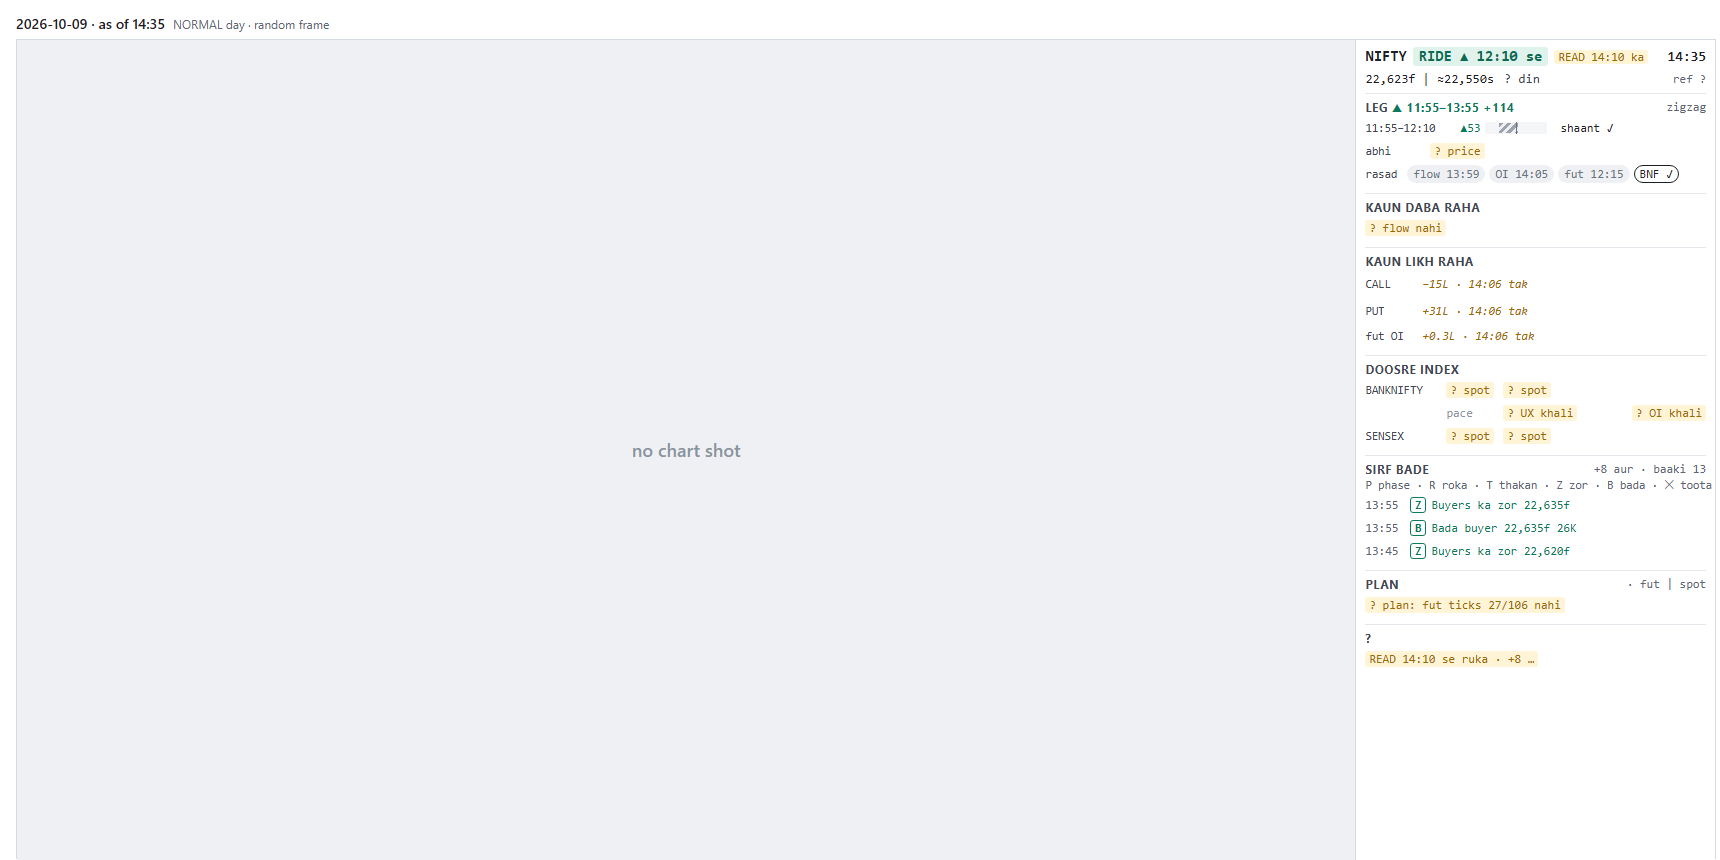 2026-10-09 · as of 14:35 NORMAL day · random frame
no chart shot
NIFTY RIDE ▲ 12:10 se READ 14:10 ka 14:35
22,623f | ≈22,550s ? din ref ?
LEG ▲ 11:55–13:55 +114 zigzag
11:55–12:10 ▲53 shaant ✓
abhi ? price
rasad flow 13:59 OI 14:05 fut 12:15 BNF ✓
KAUN DABA RAHA
? flow nahi
KAUN LIKH RAHA
CALL −15L · 14:06 tak
PUT +31L · 14:06 tak
fut OI +0.3L · 14:06 tak
DOOSRE INDEX
BANKNIFTY ? spot ? spot
pace ? UX khali ? OI khali
SENSEX ? spot ? spot
SIRF BADE +8 aur · baaki 13
P phase · R roka · T thakan · Z zor · B bada · ╳ toota
13:55 Z Buyers ka zor 22,635f
13:55 B Bada buyer 22,635f 26K
13:45 Z Buyers ka zor 22,620f
PLAN · fut | spot
? plan: fut ticks 27/106 nahi
?
READ 14:10 se ruka · +8 …